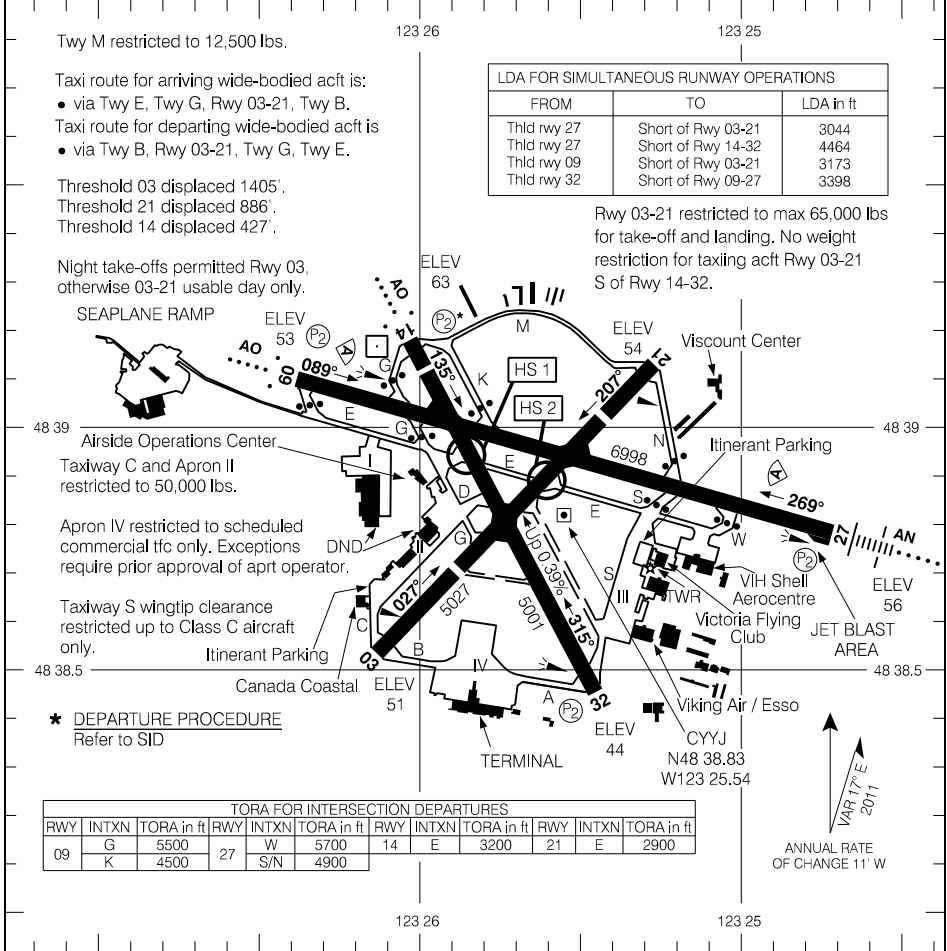 123 26
123 25
Twy M restricted to 12,500 lbs.
Taxi route for arriving wide-bodied acft is:
• via Twy E, Twy G, Rwy 03-21, Twy B.
Taxi route for departing wide-bodied acft is
• via Twy B, Rwy 03-21, Twy G, Twy E.
Threshold 03 displaced 1405'.
Threshold 21 displaced 886'.
Threshold 14 displaced 427'.
Night take-offs permitted Rwy 03,
otherwise 03-21 usable day only.
LDA FOR SIMULTANEOUS RUNWAY OPERATIONS
FROM TO LDA in ft
Thld rwy 27 Short of Rwy 03-21 3044
Thld rwy 27 Short of Rwy 14-32 4464
Thld rwy 09 Short of Rwy 03-21 3173
Thld rwy 32 Short of Rwy 09-27 3398
Rwy 03-21 restricted to max 65,000 lbs
for take-off and landing. No weight
restriction for taxiing acft Rwy 03-21
S of Rwy 14-32.
SEAPLANE RAMP
ELEV
53
P2
A
AO
AO
ELEV
63
P2*
M
ELEV
54
Viscount Center
14
21
09
089°
G
135°
K
HS 1
HS 2
207°
E
G
48 39
48 39
Airside Operations Center
Itinerant Parking
N
6998
E
I
D
S
E
A
269°
Taxiway C and Apron II
restricted to 50,000 lbs.
W
27
AN
Apron IV restricted to scheduled
commercial tfc only. Exceptions
require prior approval of aprt operator.
DND
II
G
Up 0.39%
S
III
TWR
P2
VIH Shell
Aerocentre
ELEV
56
Victoria Flying
Club
JET BLAST
AREA
027°
5027
5001
315°
Taxiway S wingtip clearance
restricted up to Class C aircraft
only.
C
Itinerant Parking
03
B
48 38.5
48 38.5
Canada Coastal
ELEV
51
IV
A
P2
32
Viking Air / Esso
ELEV
44
TERMINAL
CYYJ
N48 38.83
W123 25.54
* DEPARTURE PROCEDURE
Refer to SID
VAR 17° E
2011
ANNUAL RATE
OF CHANGE 11' W
TORA FOR INTERSECTION DEPARTURES
RWY INTXN TORA in ft RWY INTXN TORA in ft RWY INTXN TORA in ft RWY INTXN TORA in ft
09 G 5500 27 W 5700 14 E 3200 21 E 2900
K 4500 S/N 4900
123 26
123 25